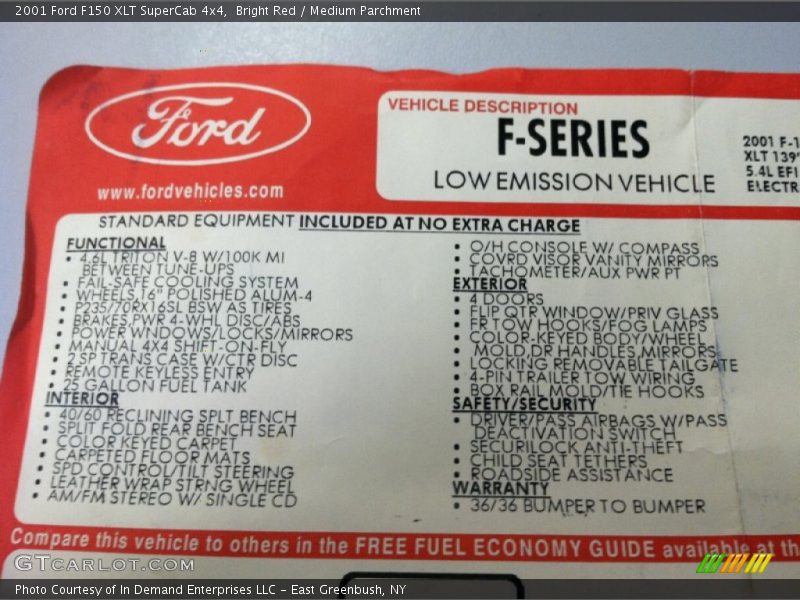 2001 Ford F150 XLT SuperCab 4x4, Bright Red / Medium Parchment
Ford
www.fordvehicles.com
VEHICLE DESCRIPTION
F-SERIES
LOW EMISSION VEHICLE
2001 F-1
XLT 139"
5.4L EFI
ELECTR
STANDARD EQUIPMENT INCLUDED AT NO EXTRA CHARGE
FUNCTIONAL
• 4.6L TRITON V-8 W/100K MI
BETWEEN TUNE-UPS
• FAIL-SAFE COOLING SYSTEM
• WHEELS,16" POLISHED ALUM-4
• P235/70RX16SL BSW AS TIRES
• BRAKES PWR 4-WHL DISC/ABS
• POWER WINDOWS/LOCKS/MIRRORS
• MANUAL 4X4 SHIFT-ON-FLY
• 2 SP TRANS CASE W/CTR DISC
• REMOTE KEYLESS ENTRY
• 25 GALLON FUEL TANK
INTERIOR
• 40/60 RECLINING SPLT BENCH
• SPLIT FOLD REAR BENCH SEAT
• COLOR KEYED CARPET
• CARPETED FLOOR MATS
• SPD CONTROL/TILT STEERING
• LEATHER WRAP STRNG WHEEL
• AM/FM STEREO W/ SINGLE CD
• O/H CONSOLE W/ COMPASS
• COVRD VISOR VANITY MIRRORS
• TACHOMETER/AUX PWR PT
EXTERIOR
• 4 DOORS
• FLIP QTR WINDOW/PRIV GLASS
• FR TOW HOOKS/FOG LAMPS
• COLOR-KEYED BODY/WHEEL
MOLD,DR HANDLES,MIRRORS
• LOCKING REMOVABLE TAILGATE
• 4-PIN TRAILER TOW WIRING
• BOX RAIL MOLD/TIE HOOKS
SAFETY/SECURITY
• DRIVER/PASS AIRBAGS W/PASS
DEACTIVATION SWITCH
• SECURILOCK ANTI-THEFT
• CHILD SEAT TETHERS
• ROADSIDE ASSISTANCE
WARRANTY
• 36/36 BUMPER TO BUMPER
Compare this vehicle to others in the FREE FUEL ECONOMY GUIDE available at th
GTCARLOT.COM
Photo Courtesy of In Demand Enterprises LLC - East Greenbush, NY